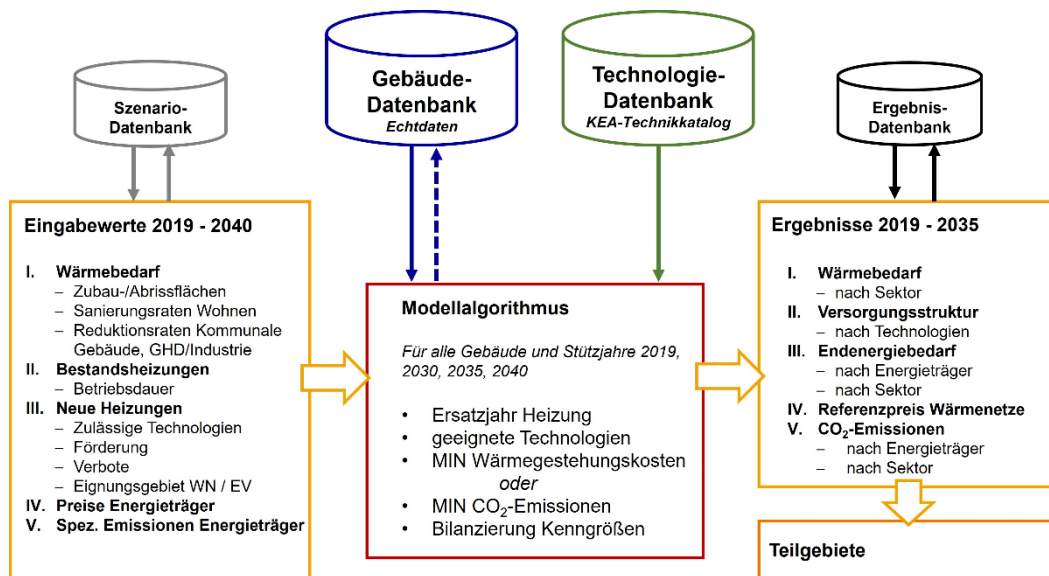 Szenario-
Datenbank
Gebäude-
Datenbank
Echtdaten
Technologie-
Datenbank
KEA-Technikkatalog
Ergebnis-
Datenbank
Eingabewerte 2019 - 2040
I. Wärmebedarf
– Zubau-/Abrissflächen
– Sanierungsraten Wohnen
– Reduktionsraten Kommunale
Gebäude, GHD/Industrie
II. Bestandsheizungen
– Betriebsdauer
III. Neue Heizungen
– Zulässige Technologien
– Förderung
– Verbote
– Eignungsgebiet WN / EV
IV. Preise Energieträger
V. Spez. Emissionen Energieträger
Modellalgorithmus
Für alle Gebäude und Stützjahre 2019,
2030, 2035, 2040
• Ersatzjahr Heizung
• geeignete Technologien
• MIN Wärmegestehungskosten
oder
• MIN CO₂-Emissionen
• Bilanzierung Kenngrößen
Ergebnisse 2019 - 2035
I. Wärmebedarf
– nach Sektor
II. Versorgungsstruktur
– nach Technologien
III. Endenergiebedarf
– nach Energieträger
– nach Sektor
IV. Referenzpreis Wärmenetze
V. CO₂-Emissionen
– nach Energieträger
– nach Sektor
Teilgebiete